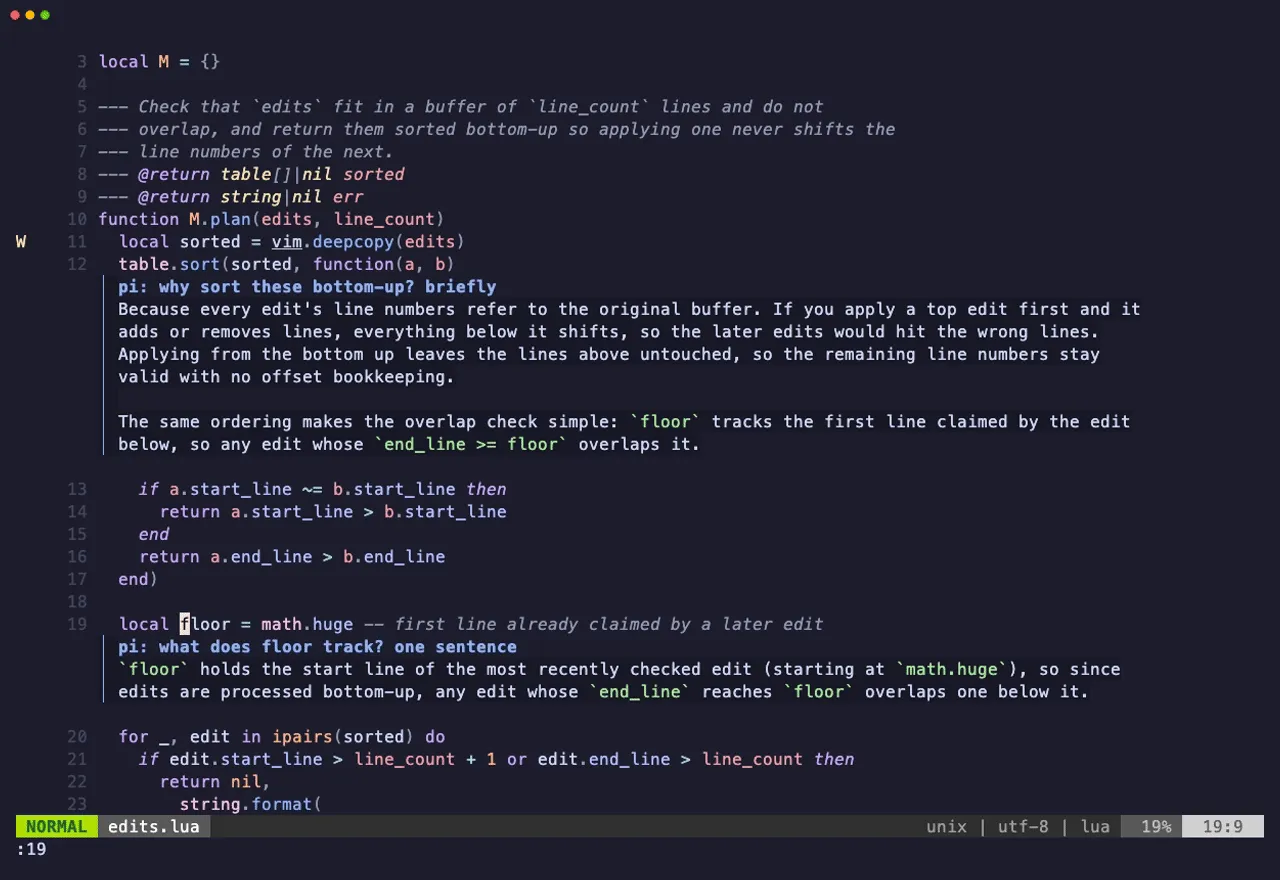 3 local M = {}
4
5 --- Check that `edits` fit in a buffer of `line_count` lines and do not
6 --- overlap, and return them sorted bottom-up so applying one never shifts the
7 --- line numbers of the next.
8 --- @return table[]|nil sorted
9 --- @return string|nil err
10 function M.plan(edits, line_count)
W 11 local sorted = vim.deepcopy(edits)
12 table.sort(sorted, function(a, b)
pi: why sort these bottom-up? briefly
Because every edit's line numbers refer to the original buffer. If you apply a top edit first and it
adds or removes lines, everything below it shifts, so the later edits would hit the wrong lines.
Applying from the bottom up leaves the lines above untouched, so the remaining line numbers stay
valid with no offset bookkeeping.
The same ordering makes the overlap check simple: `floor` tracks the first line claimed by the edit
below, so any edit whose `end_line >= floor` overlaps it.
13 if a.start_line ~= b.start_line then
14 return a.start_line > b.start_line
15 end
16 return a.end_line > b.end_line
17 end)
18
19 local floor = math.huge -- first line already claimed by a later edit
pi: what does floor track? one sentence
`floor` holds the start line of the most recently checked edit (starting at `math.huge`), so since
edits are processed bottom-up, any edit whose `end_line` reaches `floor` overlaps one below it.
20 for _, edit in ipairs(sorted) do
21 if edit.start_line > line_count + 1 or edit.end_line > line_count then
22 return nil,
23 string.format(
NORMAL edits.lua unix | utf-8 | lua 19% 19:9
:19